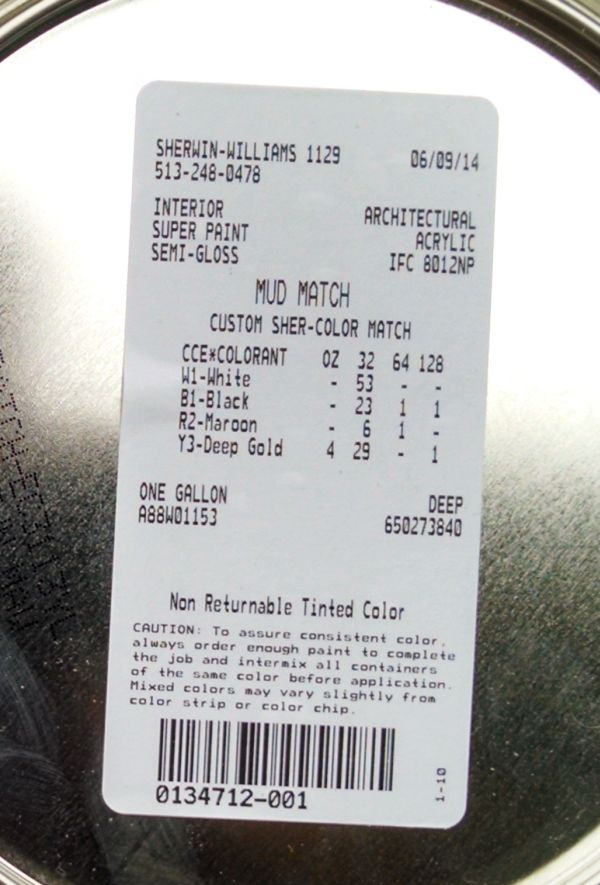 SHERWIN-WILLIAMS 1129 06/09/14
513-248-0478
INTERIOR ARCHITECTURAL
SUPER PAINT ACRYLIC
SEMI-GLOSS IFC 8012NP
MUD MATCH
CUSTOM SHER-COLOR MATCH
CCE*COLORANT OZ 32 64 128
W1-White - 53 - -
B1-Black - 23 1 1
R2-Maroon - 6 1 -
Y3-Deep Gold 4 29 - 1
ONE GALLON DEEP
A88W01153 650273840
Non Returnable Tinted Color
CAUTION: To assure consistent color,
always order enough paint to complete
the job and intermix all containers
of the same color before application.
Mixed colors may vary slightly from
color strip or color chip.
0134712-001
1-10